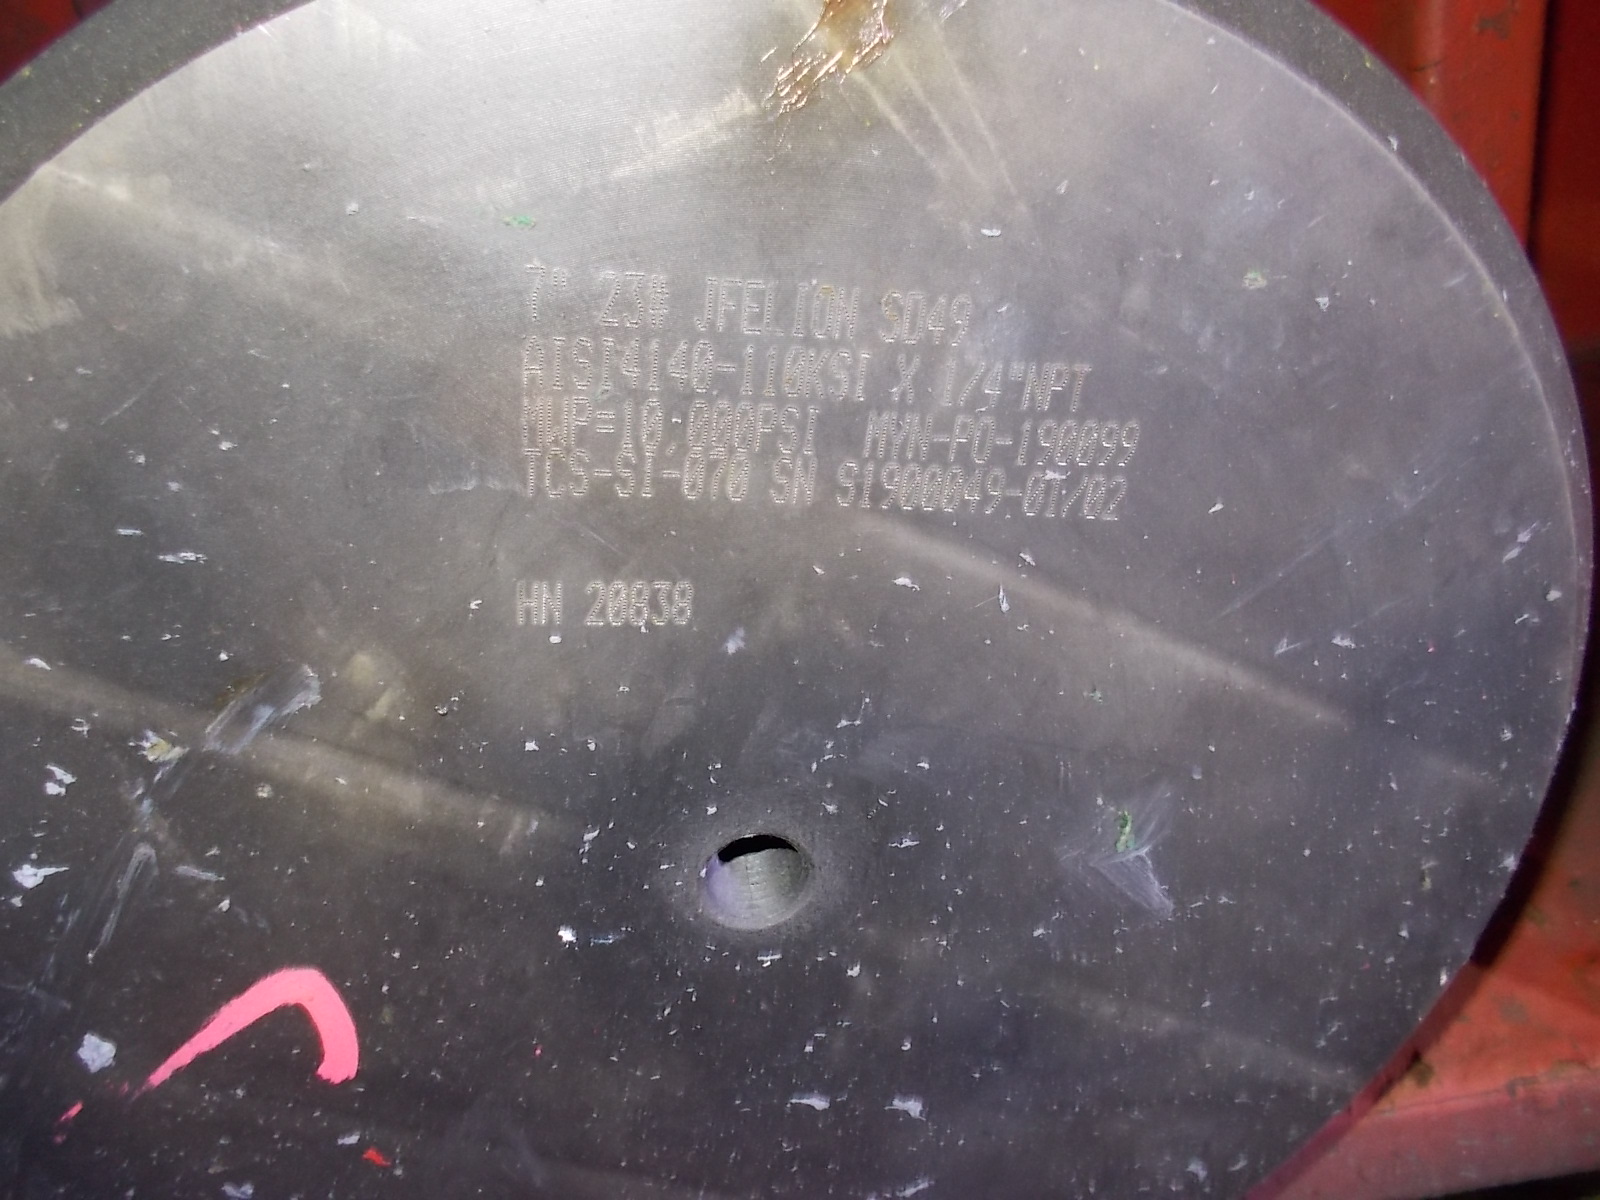 7" 23# JFELION SD49
AISI4140-110KSI X 1/4"NPT
MWP=10,000PSI MYN-PO-190099
TCS-SI-070 SN S1900049-01/02
HN 20838